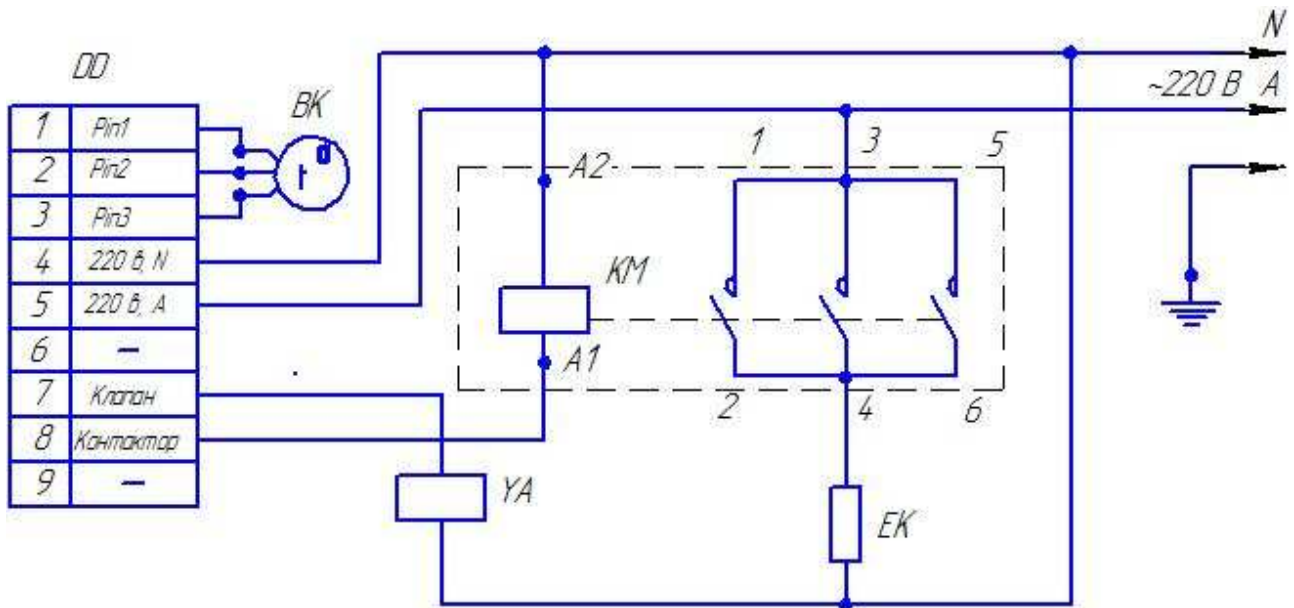 N
DD
~220 В A
BK
1 Pin1
2 Pin2
3 Pin3
4 220 в, N
5 220 в, A
6 –
7 Клапан
8 Контактор
9 –
1 3 5
A2
KM
A1
2 4 6
YA
EK